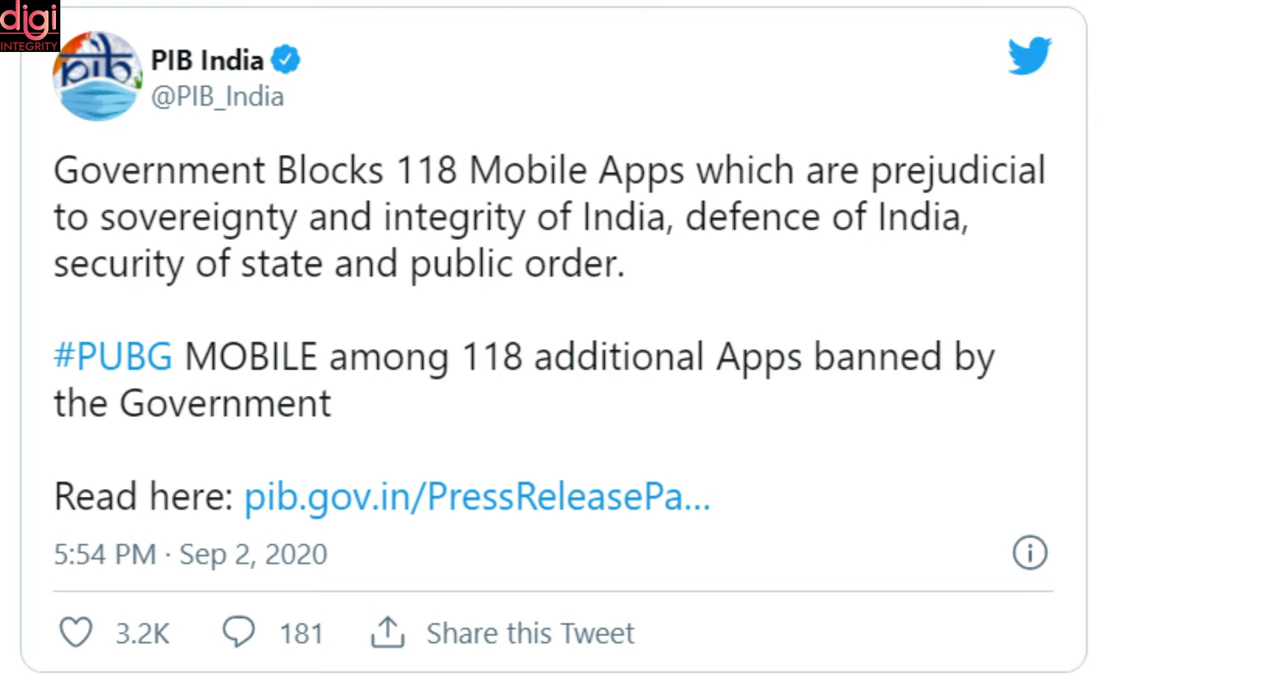 digi
INTEGRITY
pib
PIB India
@PIB_India
Government Blocks 118 Mobile Apps which are prejudicial
to sovereignty and integrity of India, defence of India,
security of state and public order.
#PUBG MOBILE among 118 additional Apps banned by
the Government
Read here: pib.gov.in/PressReleasePa...
5:54 PM · Sep 2, 2020
3.2K
181
Share this Tweet